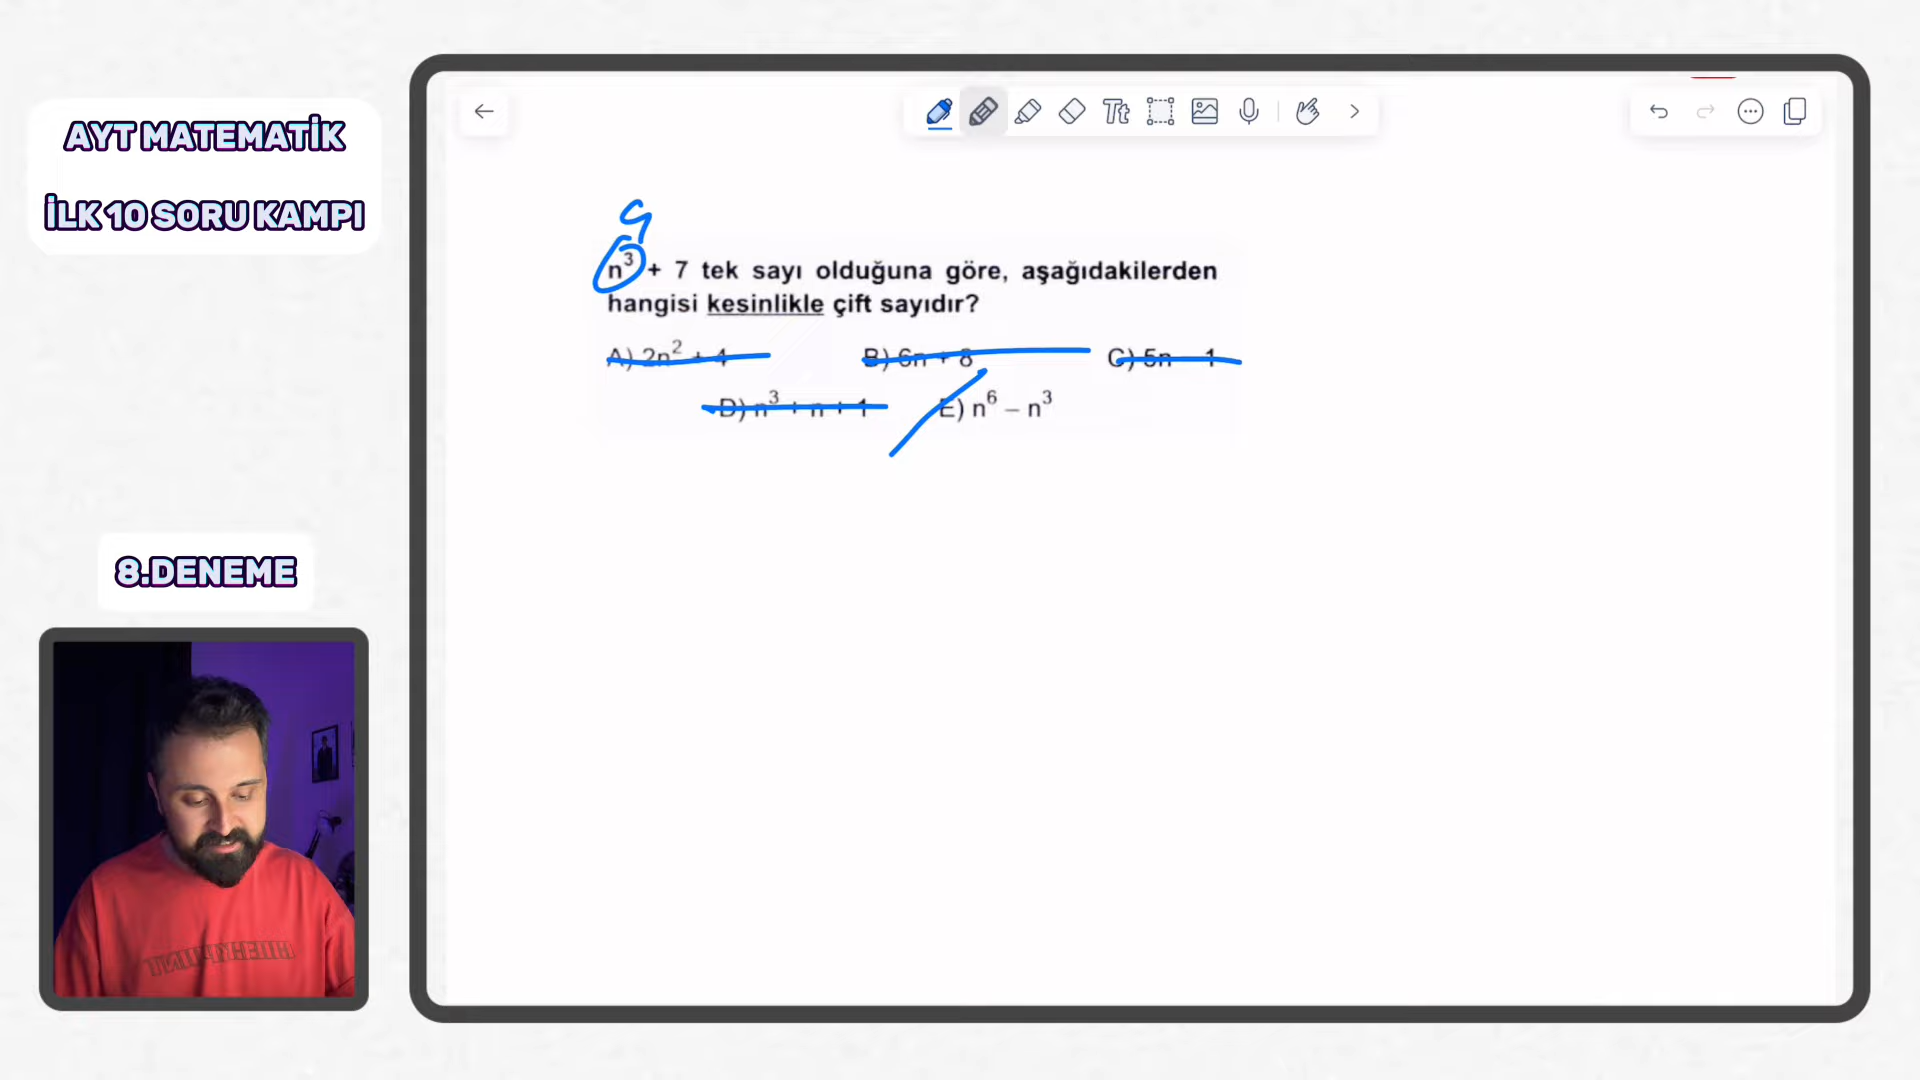 AYT MATEMATİK
İLK 10 SORU KAMPI
8.DENEME
Tt
Ç
n³ + 7 tek sayı olduğuna göre, aşağıdakilerden
hangisi kesinlikle çift sayıdır?
A) 2n² + 4 B) 6n + 8 C) 5n - 1
D) n³ + n + 1 E) n⁶ – n³